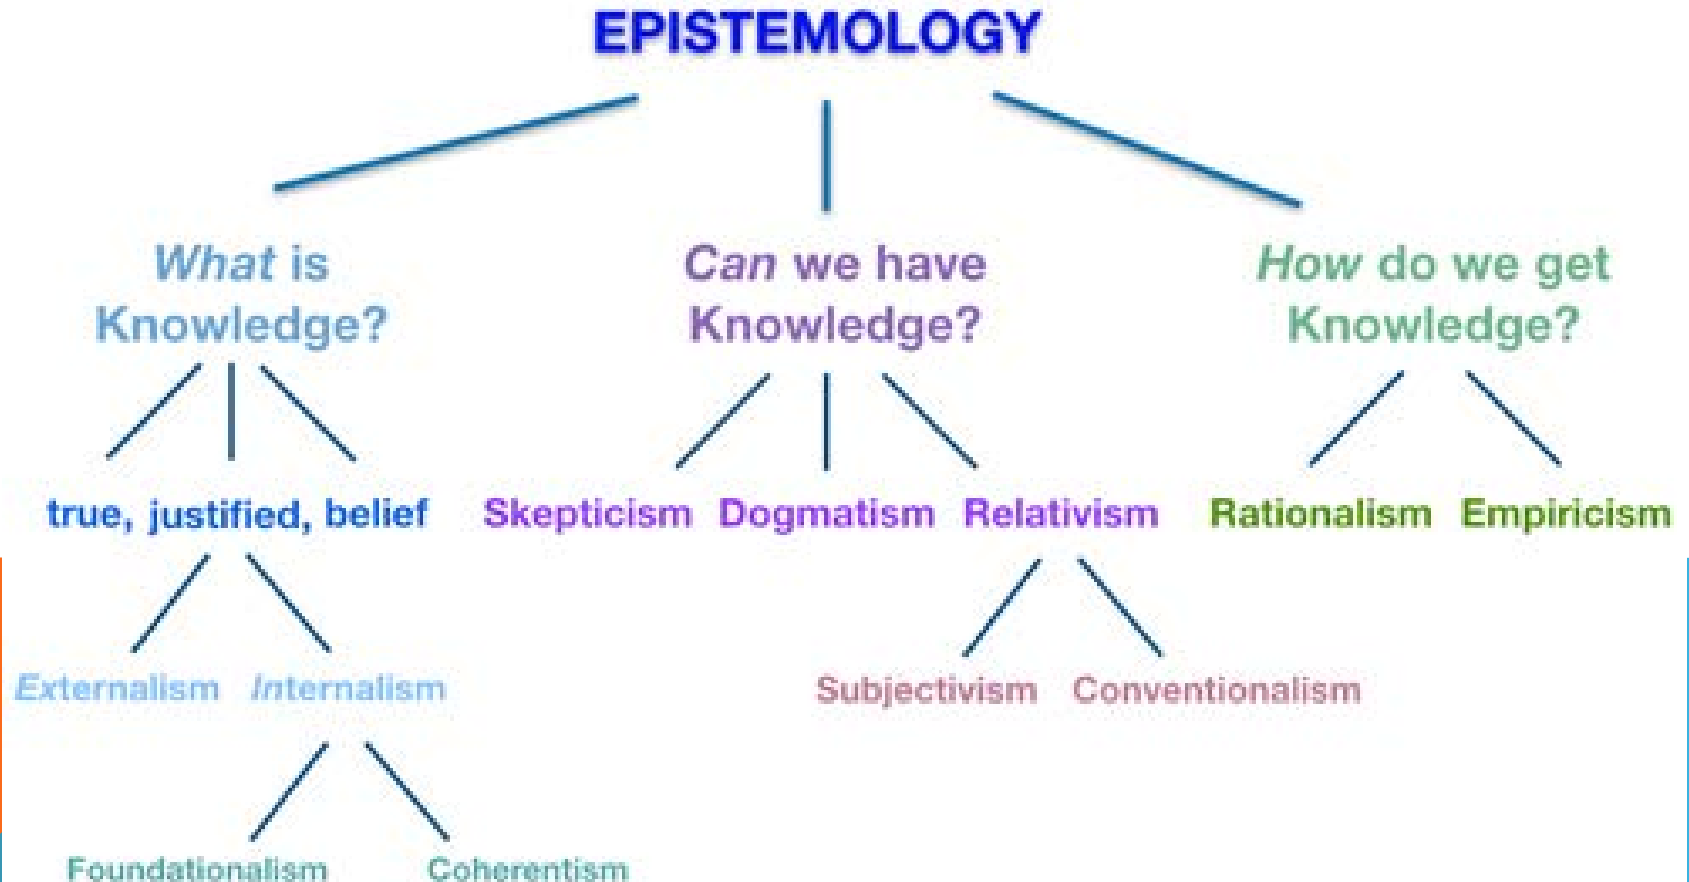 EPISTEMOLOGY
What is
Knowledge?
Can we have
Knowledge?
How do we get
Knowledge?
true, justified, belief
Skepticism Dogmatism Relativism
Rationalism Empiricism
Externalism Internalism
Subjectivism Conventionalism
Foundationalism Coherentism